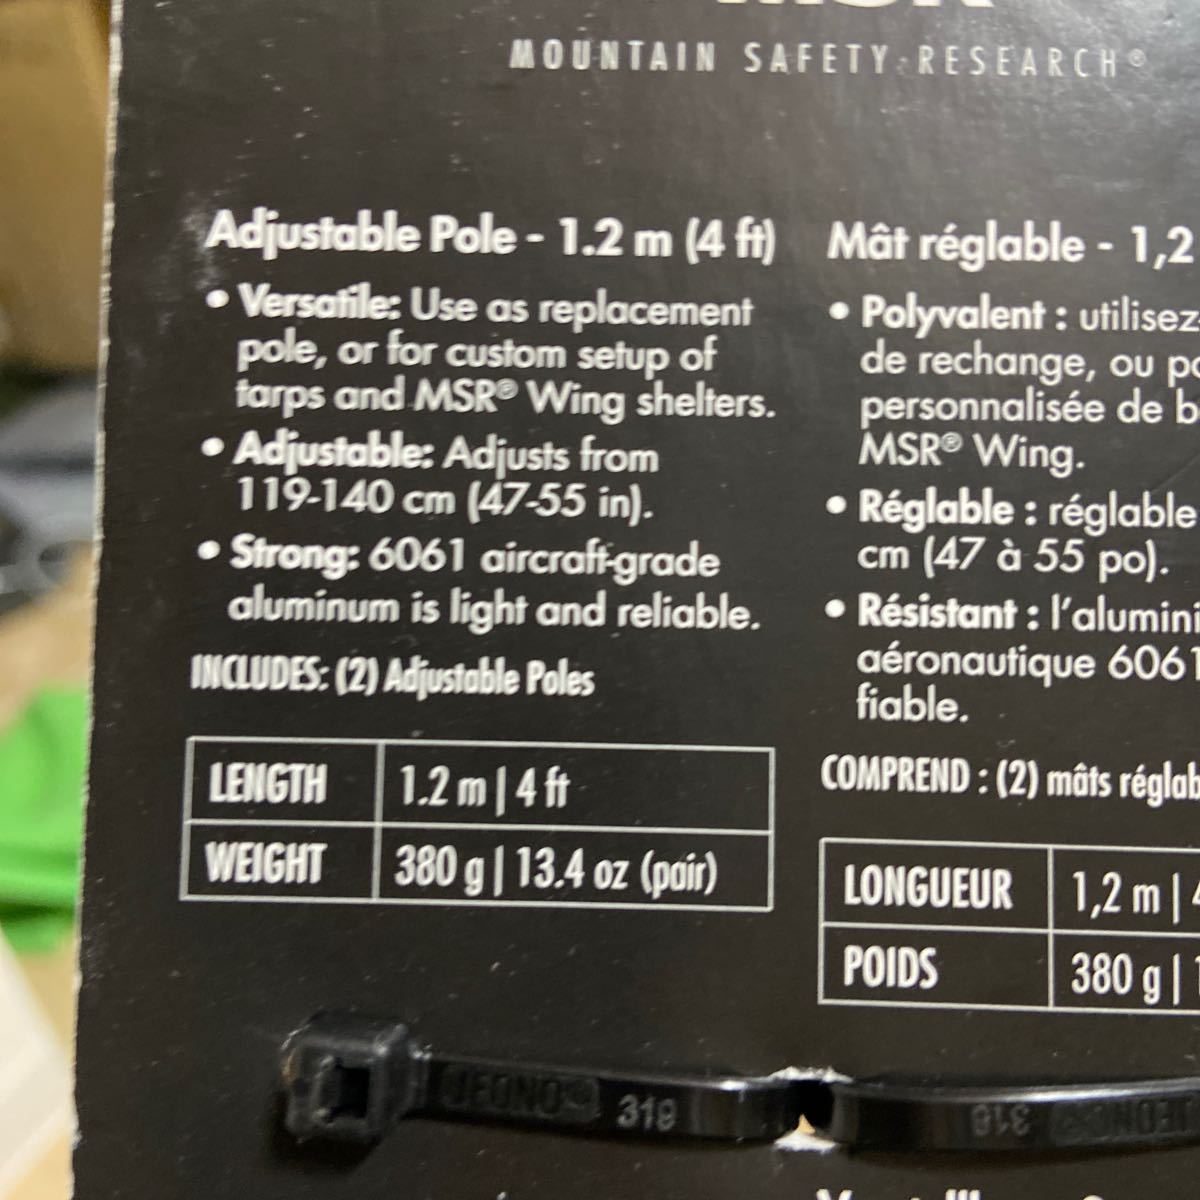 MOUNTAIN SAFETY RESEARCH®
Adjustable Pole - 1.2 m (4 ft)
• Versatile: Use as replacement
pole, or for custom setup of
tarps and MSR® Wing shelters.
• Adjustable: Adjusts from
119-140 cm (47-55 in).
• Strong: 6061 aircraft-grade
aluminum is light and reliable.
INCLUDES: (2) Adjustable Poles
LENGTH 1.2 m | 4 ft
WEIGHT 380 g | 13.4 oz (pair)
Mât réglable - 1,2
• Polyvalent : utilisez-
de rechange, ou
personnalisée de
MSR® Wing.
• Réglable : réglable
cm (47 à 55 po).
• Résistant : l'alumini
aéronautique 6061
fiable.
COMPREND : (2) mâts réglab
LONGUEUR 1,2 m |
POIDS 380 g |
319
319